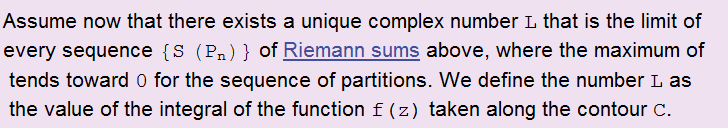 Assume now that there exists a unique complex number L that is the limit of
every sequence {S (Pn)} of Riemann sums above, where the maximum of
tends toward 0 for the sequence of partitions. We define the number L as
the value of the integral of the function f(z) taken along the contour C.